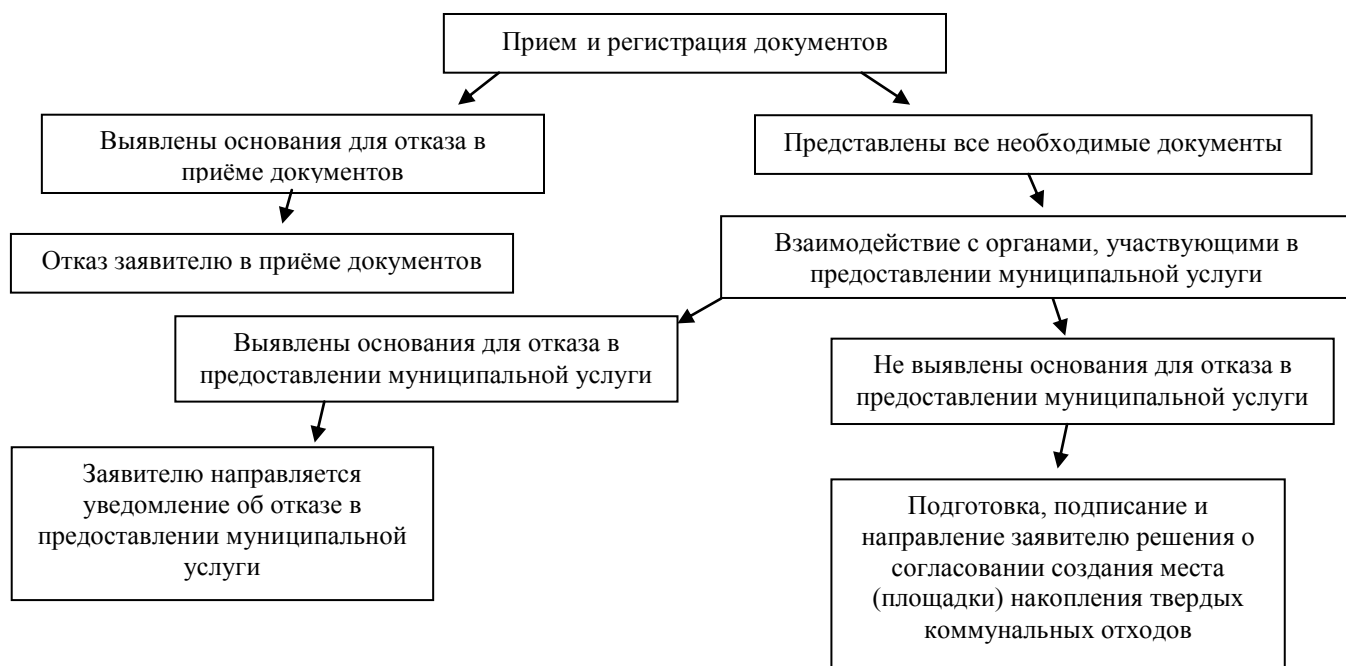 Прием и регистрация документов
Выявлены основания для отказа в
приёме документов
Представлены все необходимые документы
Отказ заявителю в приёме документов
Взаимодействие с органами, участвующими в
предоставлении муниципальной услуги
Выявлены основания для отказа в
предоставлении муниципальной услуги
Не выявлены основания для отказа в
предоставлении муниципальной услуги
Заявителю направляется
уведомление об отказе в
предоставлении муниципальной
услуги
Подготовка, подписание и
направление заявителю решения о
согласовании создания места
(площадки) накопления твердых
коммунальных отходов